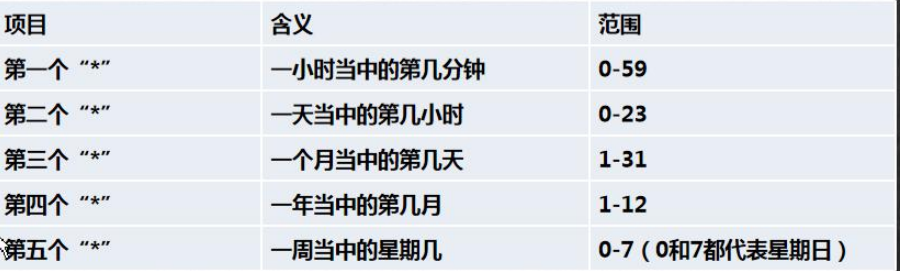 项目 含义 范围
第一个 “*” 一小时当中的第几分钟 0-59
第二个 “*” 一天当中的第几小时 0-23
第三个 “*” 一个月当中的第几天 1-31
第四个 “*” 一年当中的第几月 1-12
第五个 “*” 一周当中的星期几 0-7（0和7都代表星期日）